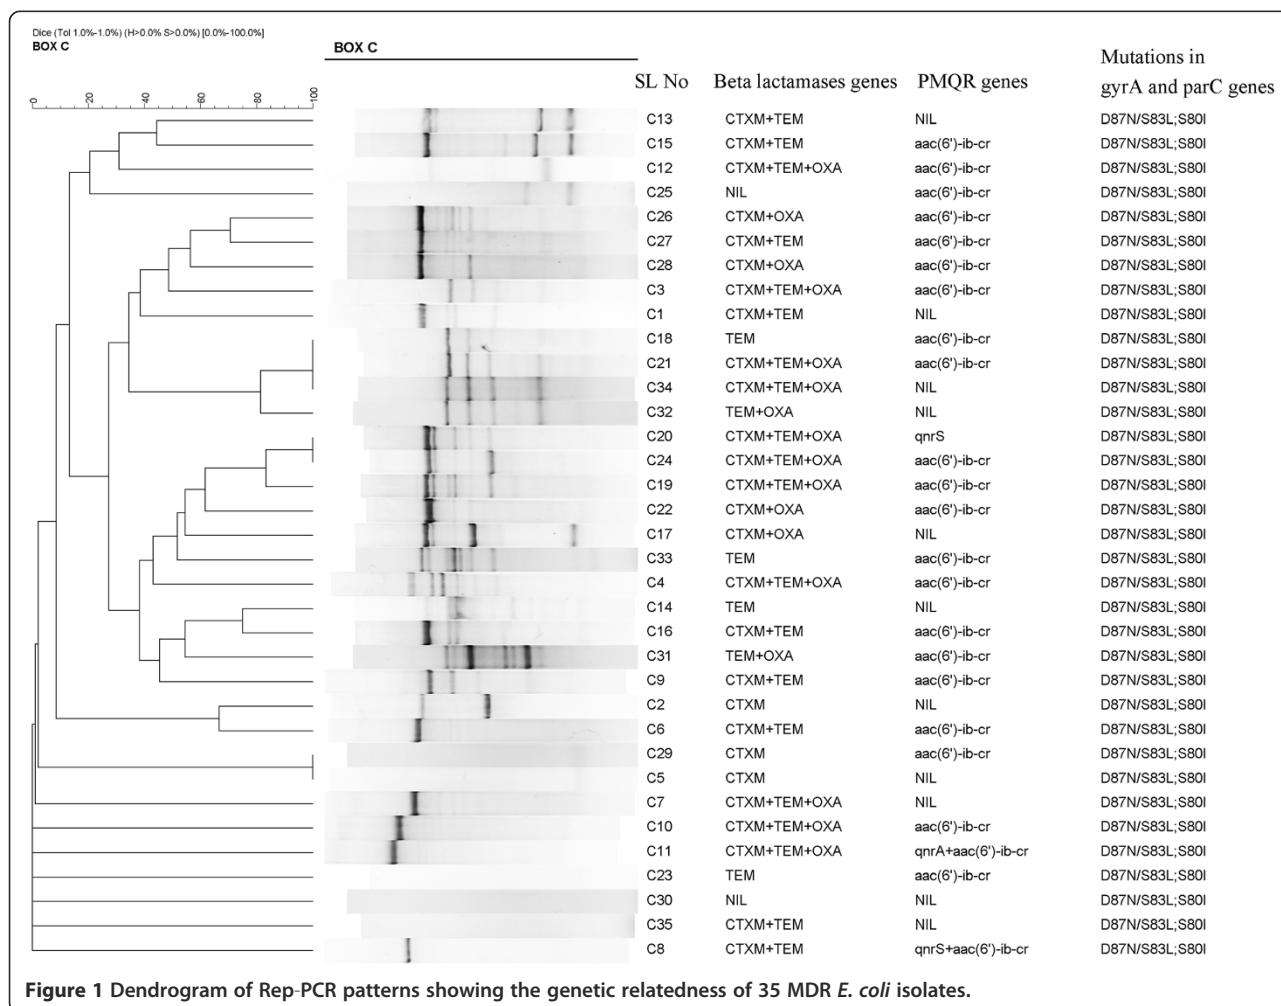 Dice (Tol 1.0%-1.0%) (H>0.0% S>0.0%) [0.0%-100.0%]
BOX C
BOX C
0 20 40 60 80 100
SL No Beta lactamases genes PMQR genes Mutations in gyrA and parC genes
C13 CTXM+TEM NIL D87N/S83L;S80I
C15 CTXM+TEM aac(6')-ib-cr D87N/S83L;S80I
C12 CTXM+TEM+OXA aac(6')-ib-cr D87N/S83L;S80I
C25 NIL aac(6')-ib-cr D87N/S83L;S80I
C26 CTXM+OXA aac(6')-ib-cr D87N/S83L;S80I
C27 CTXM+TEM aac(6')-ib-cr D87N/S83L;S80I
C28 CTXM+OXA aac(6')-ib-cr D87N/S83L;S80I
C3 CTXM+TEM+OXA aac(6')-ib-cr D87N/S83L;S80I
C1 CTXM+TEM NIL D87N/S83L;S80I
C18 TEM aac(6')-ib-cr D87N/S83L;S80I
C21 CTXM+TEM+OXA aac(6')-ib-cr D87N/S83L;S80I
C34 CTXM+TEM+OXA NIL D87N/S83L;S80I
C32 TEM+OXA NIL D87N/S83L;S80I
C20 CTXM+TEM+OXA qnrS D87N/S83L;S80I
C24 CTXM+TEM+OXA aac(6')-ib-cr D87N/S83L;S80I
C19 CTXM+TEM+OXA aac(6')-ib-cr D87N/S83L;S80I
C22 CTXM+OXA aac(6')-ib-cr D87N/S83L;S80I
C17 CTXM+OXA NIL D87N/S83L;S80I
C33 TEM aac(6')-ib-cr D87N/S83L;S80I
C4 CTXM+TEM+OXA aac(6')-ib-cr D87N/S83L;S80I
C14 TEM NIL D87N/S83L;S80I
C16 CTXM+TEM aac(6')-ib-cr D87N/S83L;S80I
C31 TEM+OXA aac(6')-ib-cr D87N/S83L;S80I
C9 CTXM+TEM aac(6')-ib-cr D87N/S83L;S80I
C2 CTXM NIL D87N/S83L;S80I
C6 CTXM+TEM aac(6')-ib-cr D87N/S83L;S80I
C29 CTXM aac(6')-ib-cr D87N/S83L;S80I
C5 CTXM NIL D87N/S83L;S80I
C7 CTXM+TEM+OXA NIL D87N/S83L;S80I
C10 CTXM+TEM+OXA aac(6')-ib-cr D87N/S83L;S80I
C11 CTXM+TEM+OXA qnrA+aac(6')-ib-cr D87N/S83L;S80I
C23 TEM aac(6')-ib-cr D87N/S83L;S80I
C30 NIL NIL D87N/S83L;S80I
C35 CTXM+TEM NIL D87N/S83L;S80I
C8 CTXM+TEM qnrS+aac(6')-ib-cr D87N/S83L;S80I
Figure 1 Dendrogram of Rep-PCR patterns showing the genetic relatedness of 35 MDR E. coli isolates.